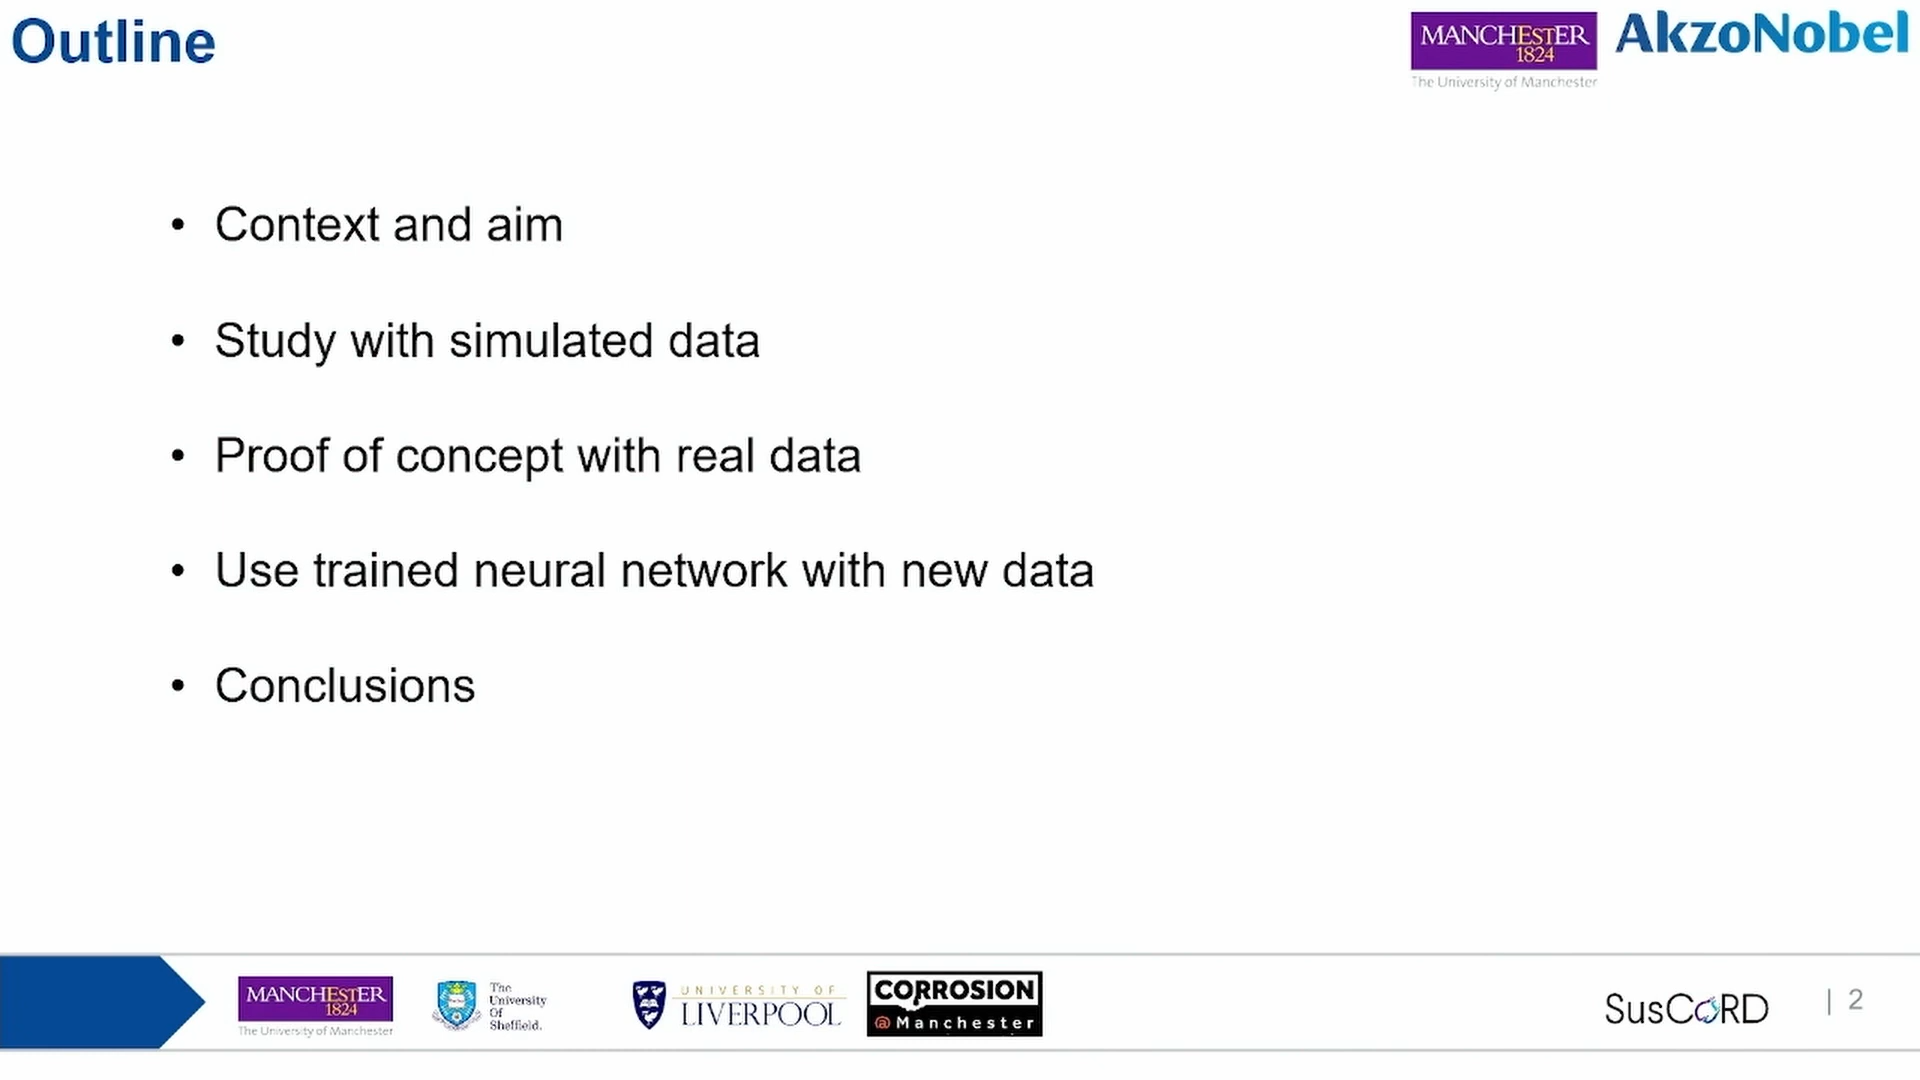 Outline
MANCHESTER
1824
The University of Manchester
AkzoNobel
• Context and aim
• Study with simulated data
• Proof of concept with real data
• Use trained neural network with new data
• Conclusions
MANCHESTER
1824
The University of Manchester
The
University
Of
Sheffield.
UNIVERSITY OF
LIVERPOOL
CORROSION
@Manchester
SusCoRD
| 2